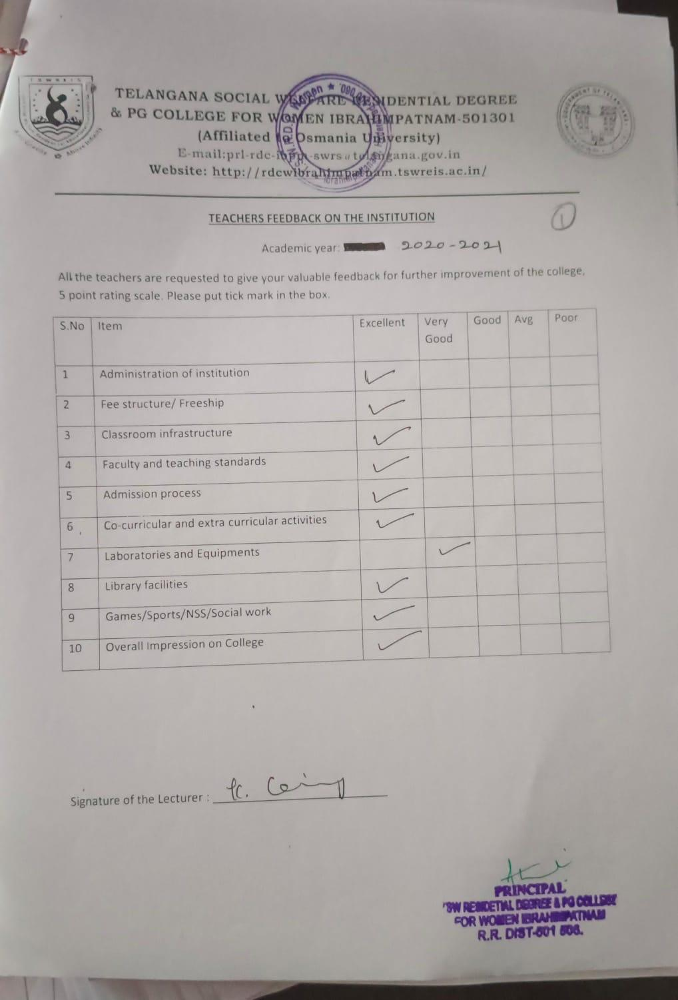 TSWREIS
TELANGANA SOCIAL WELFARE RESIDENTIAL DEGREE
& PG COLLEGE FOR WOMEN IBRAHIMPATNAM-501301
(Affiliated to Osmania University)
E-mail:prl-rdc-ibpm-swrs@telangana.gov.in
Website: http://rdcwibrahimpatnam.tswreis.ac.in/
TEACHERS FEEDBACK ON THE INSTITUTION
1
Academic year: 2020-2021
All the teachers are requested to give your valuable feedback for further improvement of the college,
5 point rating scale. Please put tick mark in the box.
S.No Item Excellent Very Good Good Avg Poor
1 Administration of institution ✓
2 Fee structure/ Freeship ✓
3 Classroom infrastructure ✓
4 Faculty and teaching standards ✓
5 Admission process ✓
6 Co-curricular and extra curricular activities ✓
7 Laboratories and Equipments ✓
8 Library facilities ✓
9 Games/Sports/NSS/Social work ✓
10 Overall Impression on College ✓
Signature of the Lecturer :
PRINCIPAL
TSW RESIDETIAL DEGREE & PG COLLEGE
FOR WOMEN IBRAHIMPATNAM
R.R. DIST-501 506.